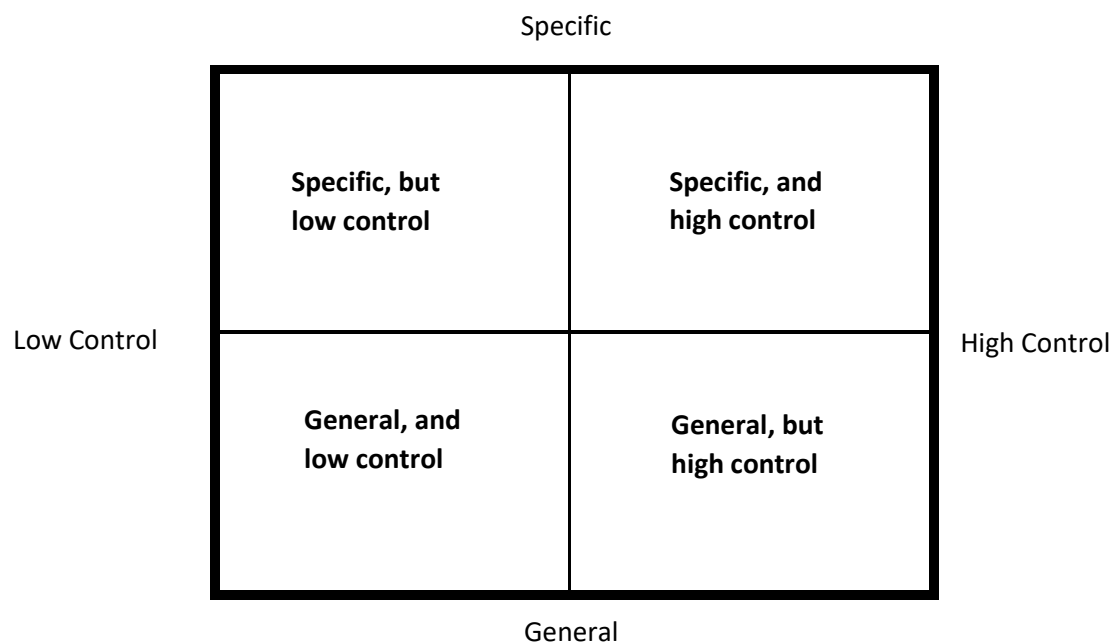 Specific
Specific, but
low control
Specific, and
high control
Low Control
High Control
General, and
low control
General, but
high control
General